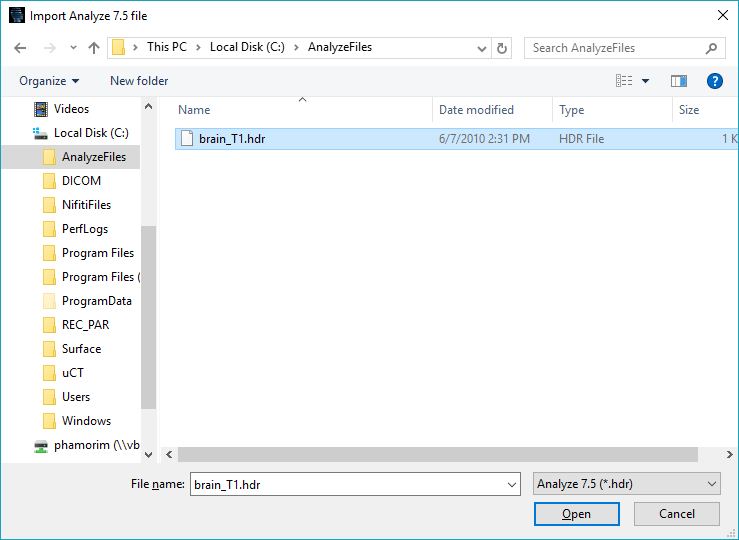 Import Analyze 7.5 file
This PC > Local Disk (C:) > AnalyzeFiles
Search AnalyzeFiles
Organize
New folder
Name
Date modified
Type
Size
brain_T1.hdr
6/7/2010 2:31 PM
HDR File
1 K
Videos
Local Disk (C:)
AnalyzeFiles
DICOM
NifitiFiles
PerfLogs
Program Files
Program Files (
ProgramData
REC_PAR
Surface
uCT
Users
Windows
phamorim (\\vb
File name:
brain_T1.hdr
Analyze 7.5 (*.hdr)
Open
Cancel